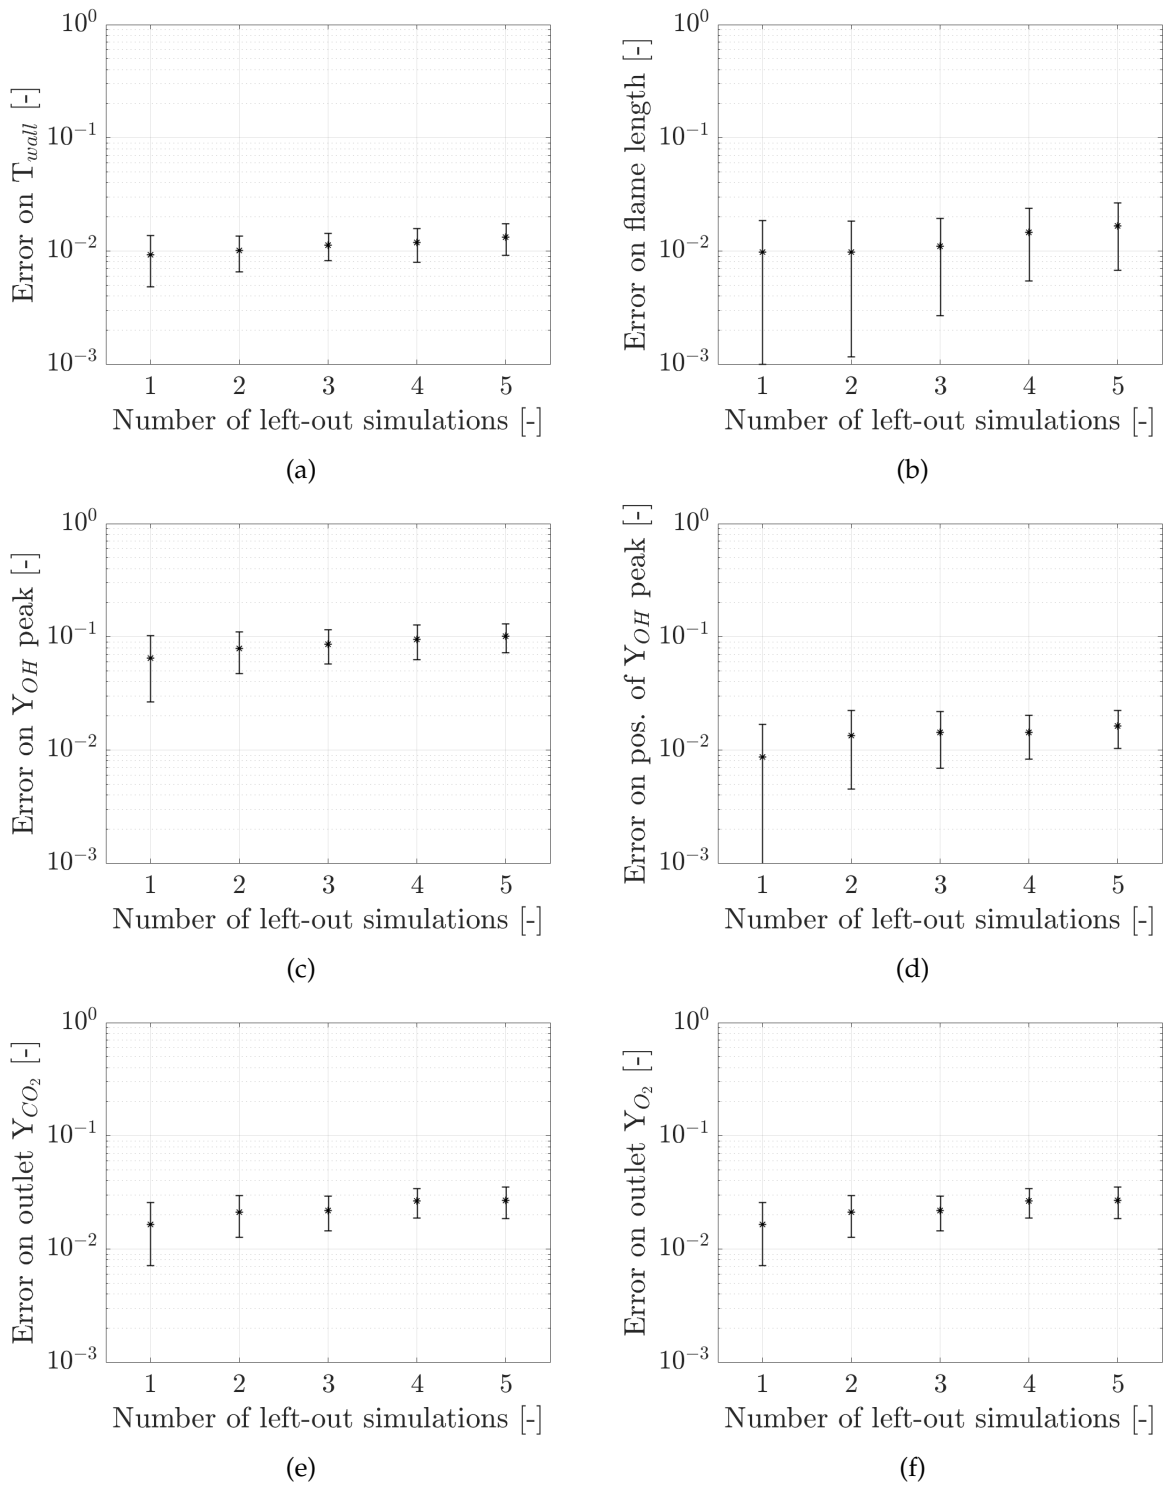 Error on T_wall [-]
10^0
10^-1
10^-2
10^-3
1 2 3 4 5
Number of left-out simulations [-]
(a)
Error on flame length [-]
10^0
10^-1
10^-2
10^-3
1 2 3 4 5
Number of left-out simulations [-]
(b)
Error on Y_OH peak [-]
10^0
10^-1
10^-2
10^-3
1 2 3 4 5
Number of left-out simulations [-]
(c)
Error on pos. of Y_OH peak [-]
10^0
10^-1
10^-2
10^-3
1 2 3 4 5
Number of left-out simulations [-]
(d)
Error on outlet Y_CO_2 [-]
10^0
10^-1
10^-2
10^-3
1 2 3 4 5
Number of left-out simulations [-]
(e)
Error on outlet Y_O_2 [-]
10^0
10^-1
10^-2
10^-3
1 2 3 4 5
Number of left-out simulations [-]
(f)